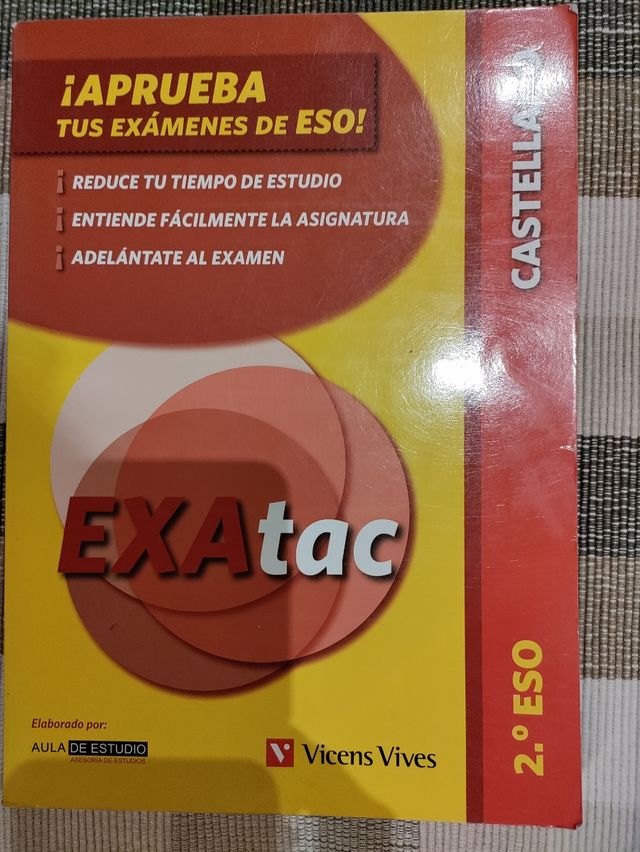 ¡APRUEBA
TUS EXÁMENES DE ESO!
¡ REDUCE TU TIEMPO DE ESTUDIO
¡ ENTIENDE FÁCILMENTE LA ASIGNATURA
¡ ADELÁNTATE AL EXAMEN
CASTELLANO
EXAtac
2.º ESO
Elaborado por:
AULA DE ESTUDIO
ASESORÍA DE ESTUDIOS
V Vicens Vives